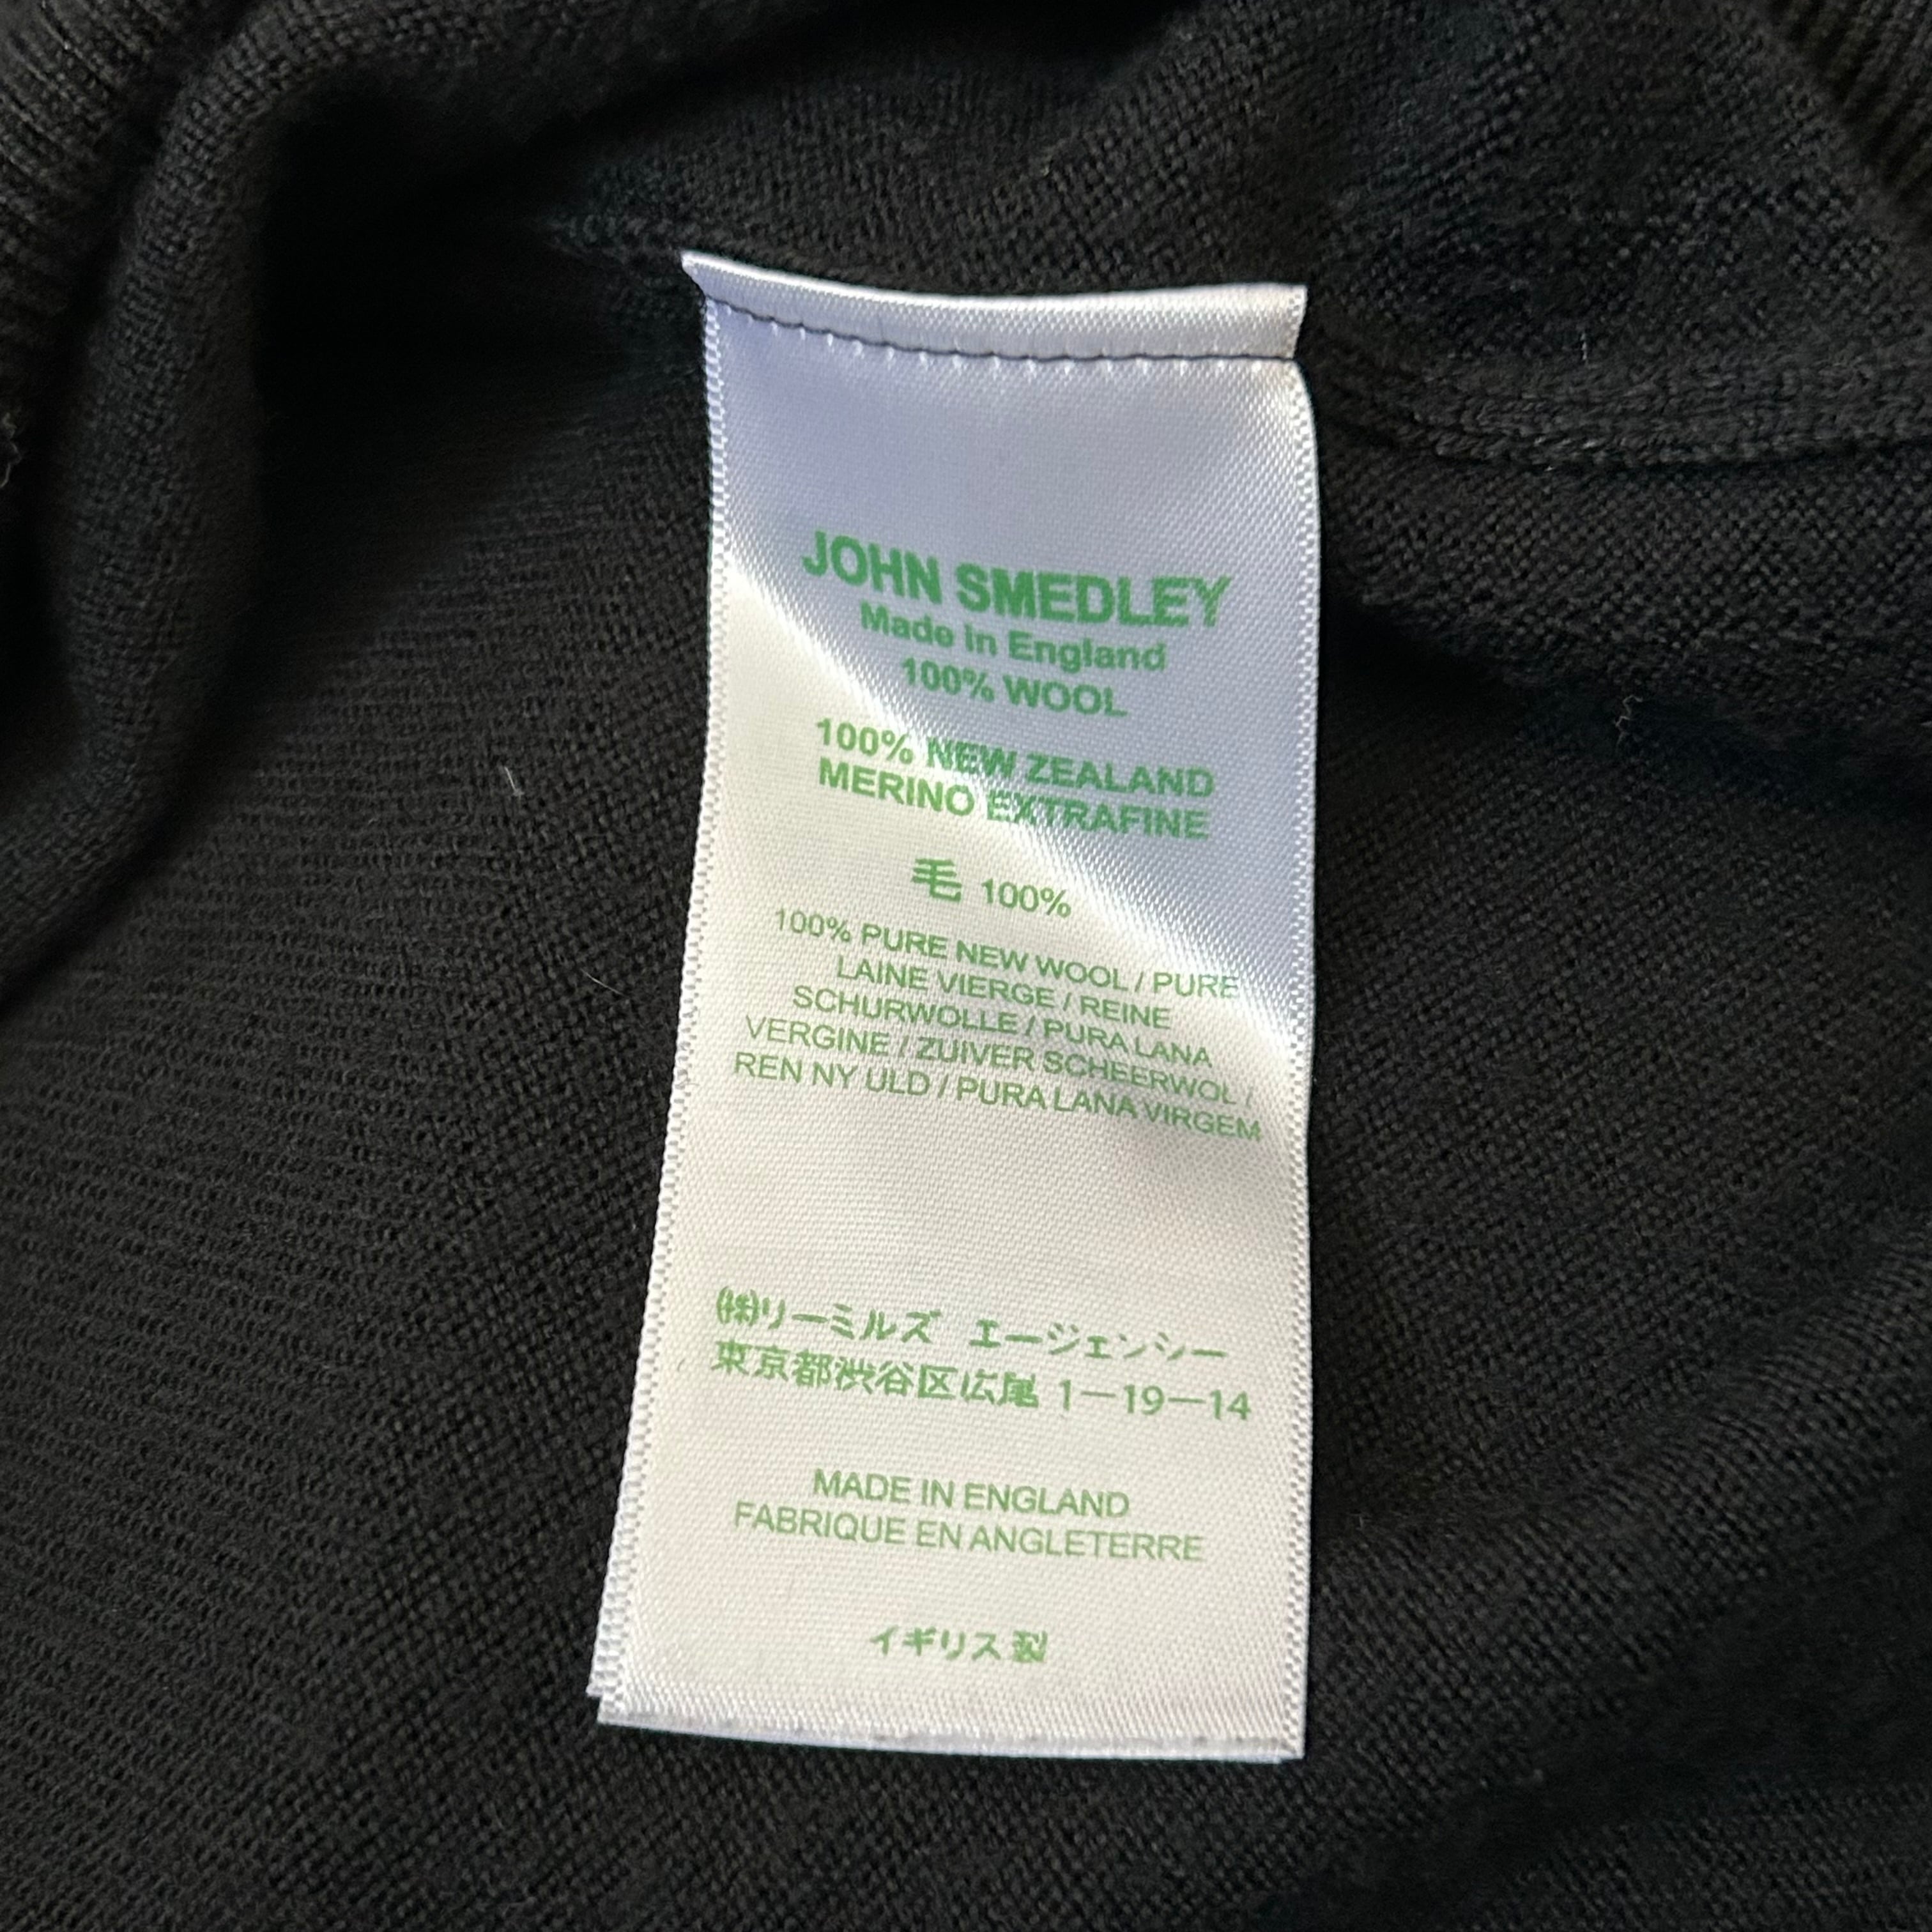 JOHN SMEDLEY
Made in England
100% WOOL
100% NEW ZEALAND
MERINO EXTRAFINE
毛 100%
100% PURE NEW WOOL / PURE
LAINE VIERGE / REINE
SCHURWOLLE / PURA LANA
VERGINE / ZUIVER SCHEERWOL /
REN NY ULD / PURA LANA VIRGEM
㈱リーミルズ エージェンシー
東京都渋谷区広尾 1－19－14
MADE IN ENGLAND
FABRIQUE EN ANGLETERRE
イギリス製